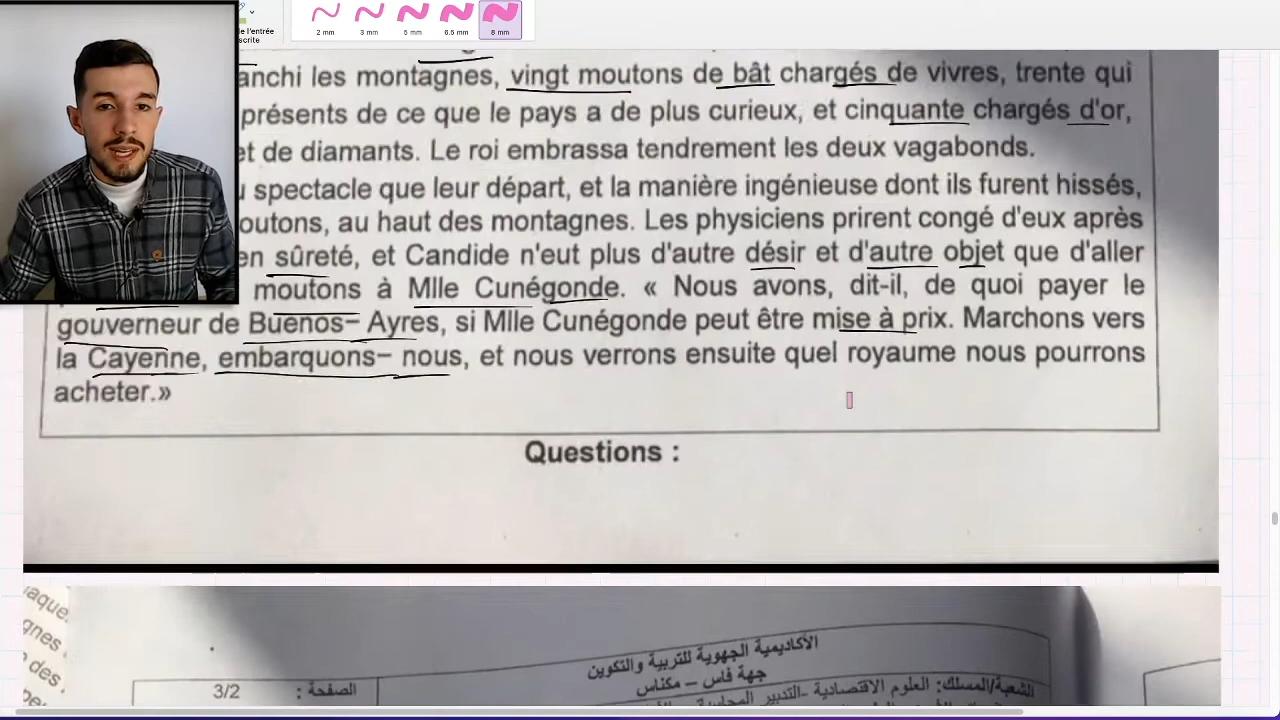 le l'entrée
scrite
2 mm
3 mm
5 mm
6.5 mm
8 mm
anchi les montagnes, vingt moutons de bât chargés de vivres, trente qui
présents de ce que le pays a de plus curieux, et cinquante chargés d'or,
et de diamants. Le roi embrassa tendrement les deux vagabonds.
spectacle que leur départ, et la manière ingénieuse dont ils furent hissés,
outons, au haut des montagnes. Les physiciens prirent congé d'eux après
en sûreté, et Candide n'eut plus d'autre désir et d'autre objet que d'aller
moutons à Mlle Cunégonde. « Nous avons, dit-il, de quoi payer le
gouverneur de Buenos– Ayres, si Mlle Cunégonde peut être mise à prix. Marchons vers
la Cayenne, embarquons– nous, et nous verrons ensuite quel royaume nous pourrons
acheter.»
Questions :
aque
gnes
des
الأكاديمية الجهوية للتربية والتكوين
جهة فاس – مكناس
3/2
الصفحة :
الشعبة/المسلك: العلوم الاقتصادية -التدبير